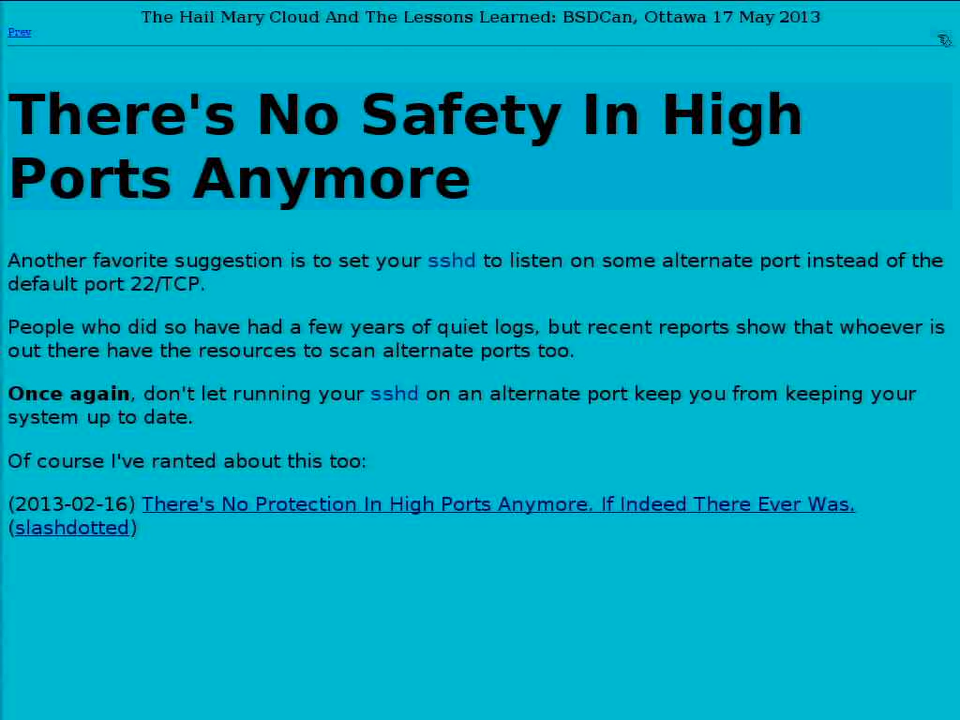 The Hail Mary Cloud And The Lessons Learned: BSDCan, Ottawa 17 May 2013
Prev
There's No Safety In High
Ports Anymore
Another favorite suggestion is to set your sshd to listen on some alternate port instead of the
default port 22/TCP.
People who did so have had a few years of quiet logs, but recent reports show that whoever is
out there have the resources to scan alternate ports too.
Once again, don't let running your sshd on an alternate port keep you from keeping your
system up to date.
Of course I've ranted about this too:
(2013-02-16) There's No Protection In High Ports Anymore. If Indeed There Ever Was.
(slashdotted)